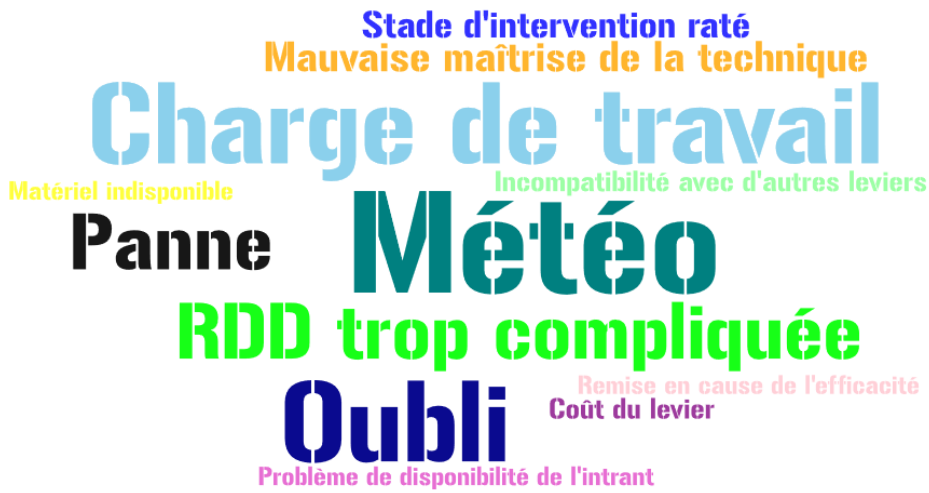 Stade d'intervention raté
Mauvaise maîtrise de la technique
Charge de travail
Incompatibilité avec d'autres leviers
Matériel indisponible
Panne
Météo
RDD trop compliquée
Oubli
Remise en cause de l'efficacité
Coût du levier
Problème de disponibilité de l'intrant